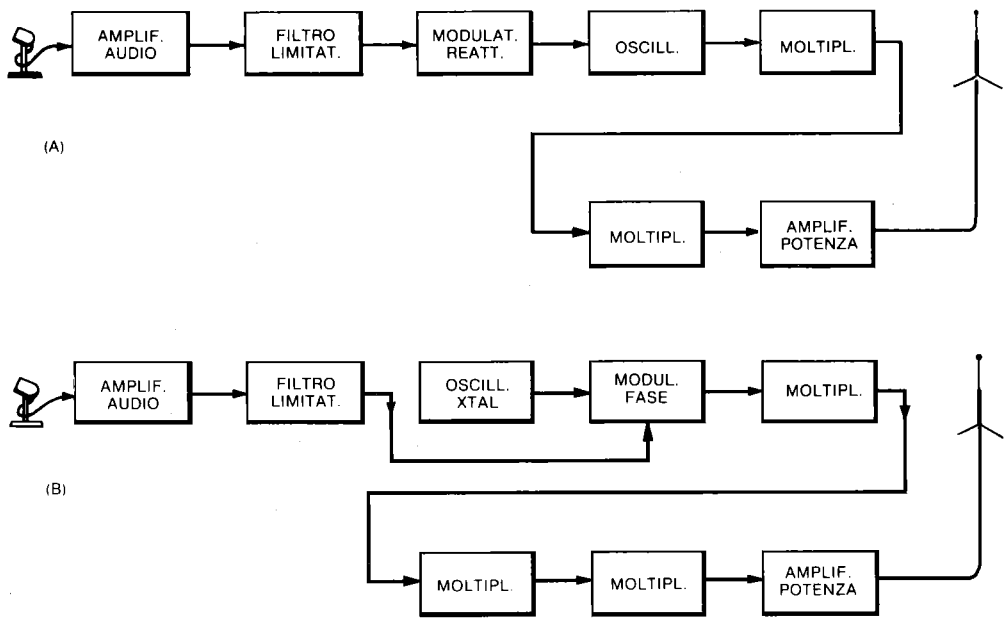 AMPLIF.
AUDIO
FILTRO
LIMITAT.
MODULAT.
REATT.
OSCILL.
MOLTIPL.
(A)
MOLTIPL.
AMPLIF.
POTENZA
AMPLIF.
AUDIO
FILTRO
LIMITAT.
OSCILL.
XTAL
MODUL.
FASE
MOLTIPL.
(B)
MOLTIPL.
MOLTIPL.
AMPLIF.
POTENZA